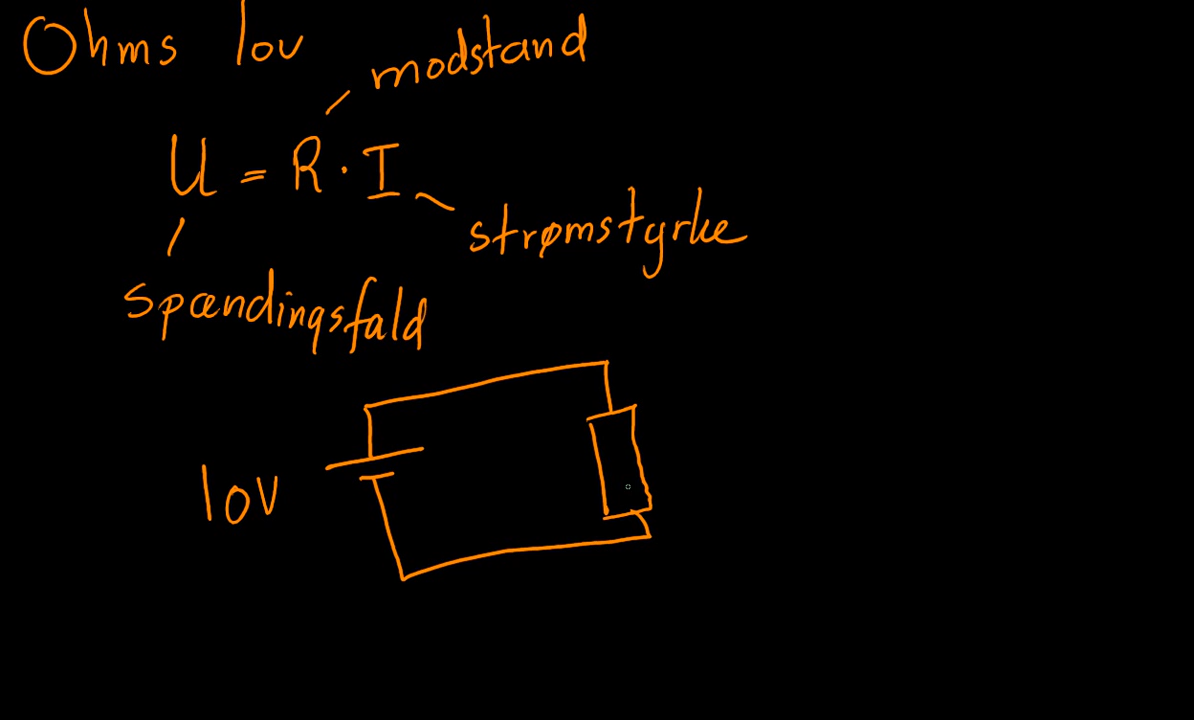 Ohms lov
modstand
U = R · I
strømstyrke
spændingsfald
10V